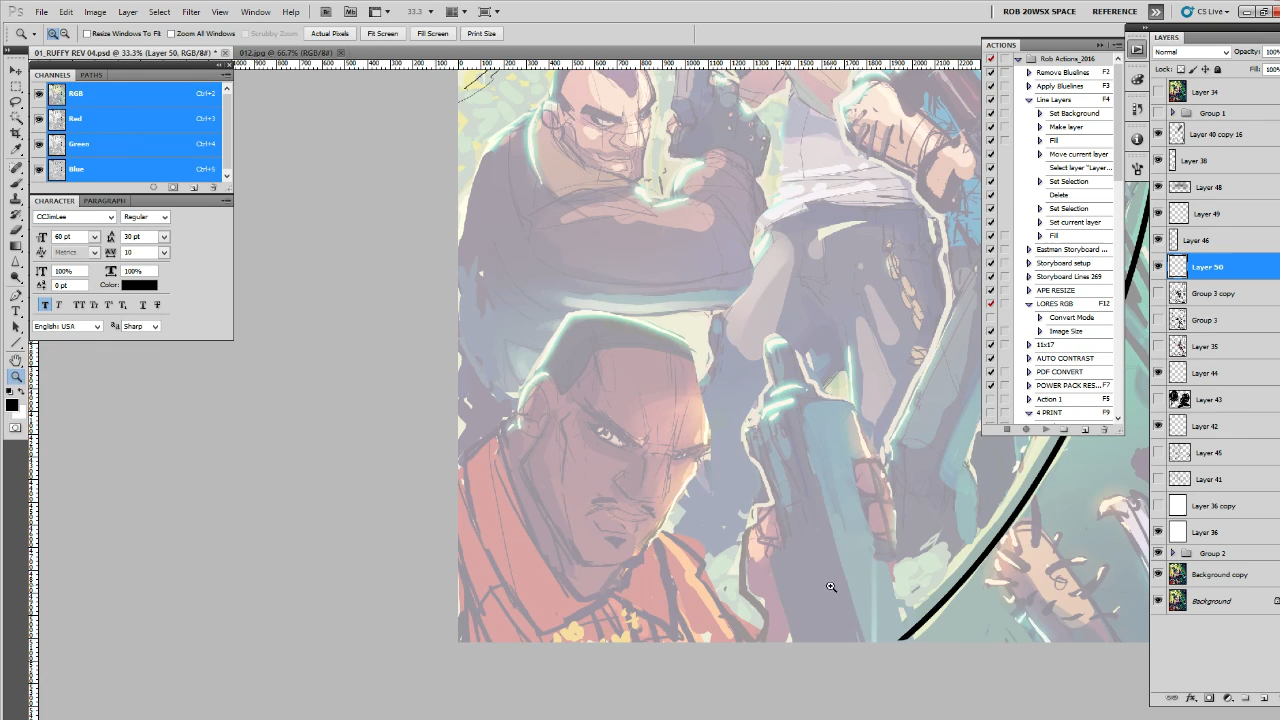 Ps File Edit Image Layer Select Filter Analysis 3D View Window Help Br Mb 33.3 ROB 20WSX SPACE REFERENCE CS Live
Resize Windows To Fit Zoom All Windows Scrubby Zoom Actual Pixels Fit Screen Fill Screen Print Size
01_RUFFY REV 04.psd @ 33.3% (Layer 50, RGB/8#) * 012.jpg @ 66.7% (RGB/8#)
CHANNELS PATHS
RGB Ctrl+2
Red Ctrl+3
Green Ctrl+4
Blue Ctrl+5
CHARACTER PARAGRAPH
CCJimLee Regular
60 pt 30 pt
Metrics 10
100% 100%
0 pt Color:
English: USA Sharp
ACTIONS
Rob Actions_2016
Remove Bluelines F2
Apply Bluelines F3
Line Layers F4
Set Background
Make layer
Fill
Move current layer
Select layer "Layer...
Set Selection
Delete
Set Selection
Set current layer
Fill
Eastman Storyboard ...
Storyboard setup
Storyboard Lines 269
APE RESIZE
LORES RGB F12
Convert Mode
Image Size
11x17
AUTO CONTRAST
PDF CONVERT
POWER PACK RES... F7
Action 1 F5
4 PRINT F9
LAYERS
Normal Opacity: 100%
Lock: Fill: 100%
Layer 34
Group 1
Layer 40 copy 16
Layer 38
Layer 48
Layer 49
Layer 46
Layer 50
Group 3 copy
Group 3
Layer 35
Layer 44
Layer 43
Layer 42
Layer 45
Layer 41
Layer 36 copy
Layer 36
Group 2
Background copy
Background